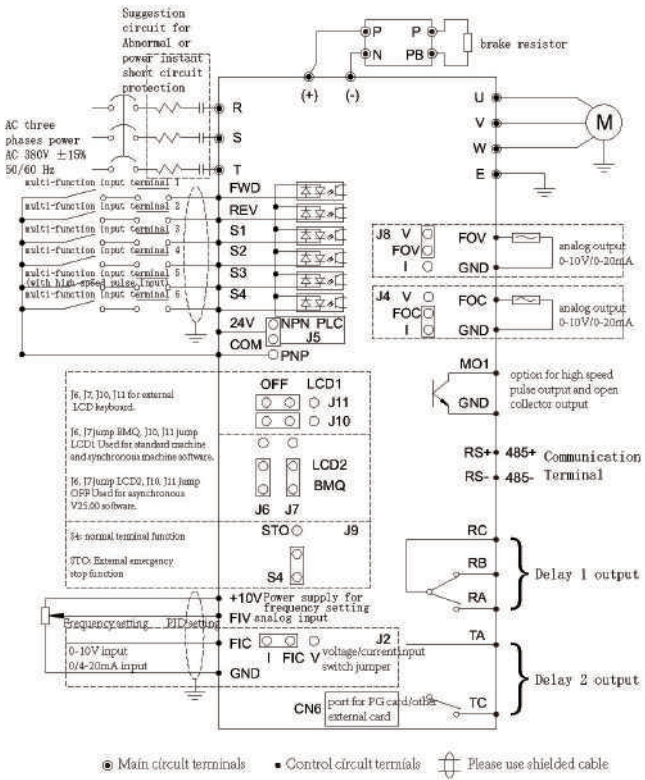 Suggestion
circuit for
Abnormal or
power instant
short circuit
protection
P P
N PB
brake resistor
(+) (-)
R
S
T
AC three
phases power
AC 380V ±15%
50/60 Hz
U
V
W
E
M
multi-function input terminal 1
multi-function input terminal 2
multi-function input terminal 3
multi-function input terminal 4
multi-function input terminal 5
(with high-speed pulse Input)
multi-function input terminal 6
FWD
REV
S1
S2
S3
S4
24V
COM
NPN PLC
J5
PNP
J8 V
FOV
I
FOV
GND
analog output
0-10V/0-20mA
J4 V
FOC
I
FOC
GND
analog output
0-10V/0-20mA
MO1
GND
option for high speed
pulse output and open
collector output
J6, J7, J10, J11 for external
LCD keyboard.
J6, J7 jump BMQ, J10, J11 jump
LCD1 Used for standard machine
and synchronous machine software.
J6, J7 jump LCD2, J10, J11 jump
OFF Used for asynchronous
V25.00 software.
OFF LCD1
J11
J10
LCD2
BMQ
J6 J7
RS+ 485+
RS- 485-
Communication
Terminal
S4: normal terminal function
STO: External emergency
stop function
STO J9
S4
RC
RB
RA
Delay 1 output
+10V Power supply for
frequency setting
FIV analog input
Frequency setting PID setting
0-10V input
0/4-20mA input
FIC
I FIC V
J2
voltage/current input
switch jumper
GND
CN6
port for PG card/other
external card
TA
TC
Delay 2 output
Main circuit terminals
Control circuit termials
Please use shielded cable